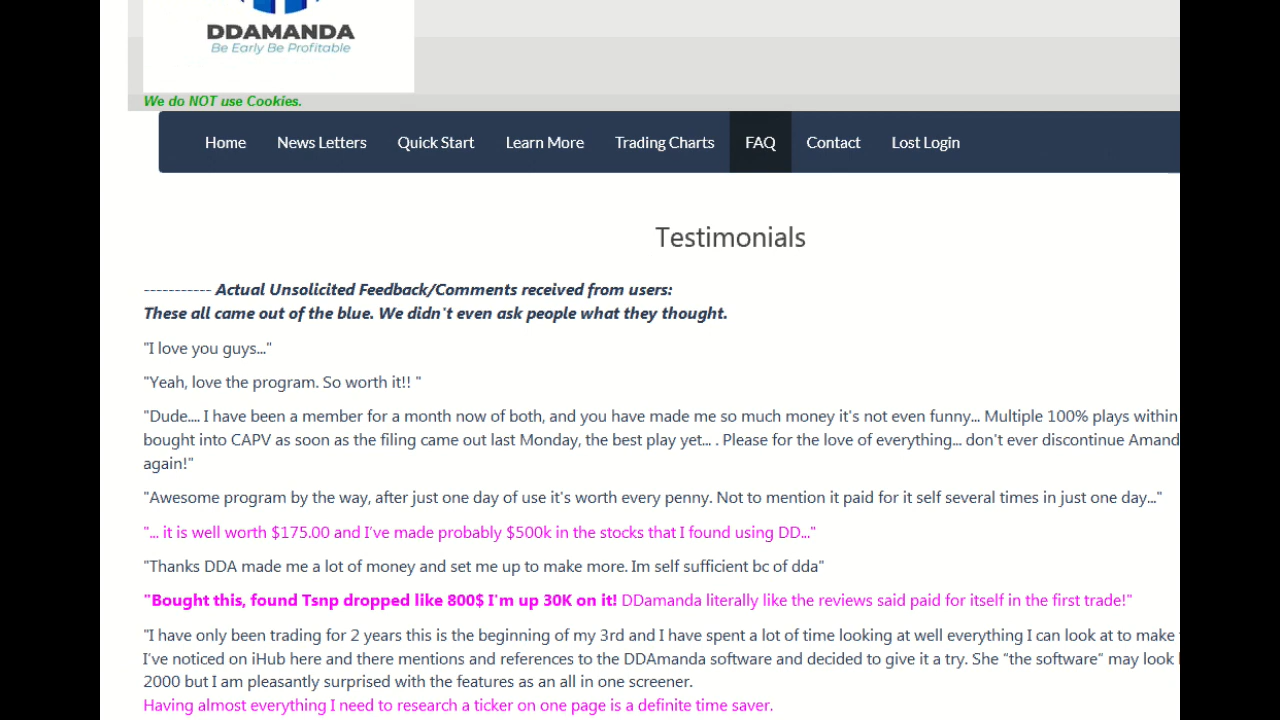 DDAMANDA
Be Early Be Profitable
We do NOT use Cookies.
Home News Letters Quick Start Learn More Trading Charts FAQ Contact Lost Login
Testimonials
----------- Actual Unsolicited Feedback/Comments received from users:
These all came out of the blue. We didn't even ask people what they thought.
"I love you guys..."
"Yeah, love the program. So worth it!! "
"Dude.... I have been a member for a month now of both, and you have made me so much money it's not even funny... Multiple 100% plays within
bought into CAPV as soon as the filing came out last Monday, the best play yet... . Please for the love of everything... don't ever discontinue Amand
again!"
"Awesome program by the way, after just one day of use it's worth every penny. Not to mention it paid for it self several times in just one day..."
"... it is well worth $175.00 and I've made probably $500k in the stocks that I found using DD..."
"Thanks DDA made me a lot of money and set me up to make more. Im self sufficient bc of dda"
"Bought this, found Tsnp dropped like 800$ I'm up 30K on it! DDamanda literally like the reviews said paid for itself in the first trade!"
"I have only been trading for 2 years this is the beginning of my 3rd and I have spent a lot of time looking at well everything I can look at to make
I've noticed on iHub here and there mentions and references to the DDAmanda software and decided to give it a try. She "the software" may look
2000 but I am pleasantly surprised with the features as an all in one screener.
Having almost everything I need to research a ticker on one page is a definite time saver.